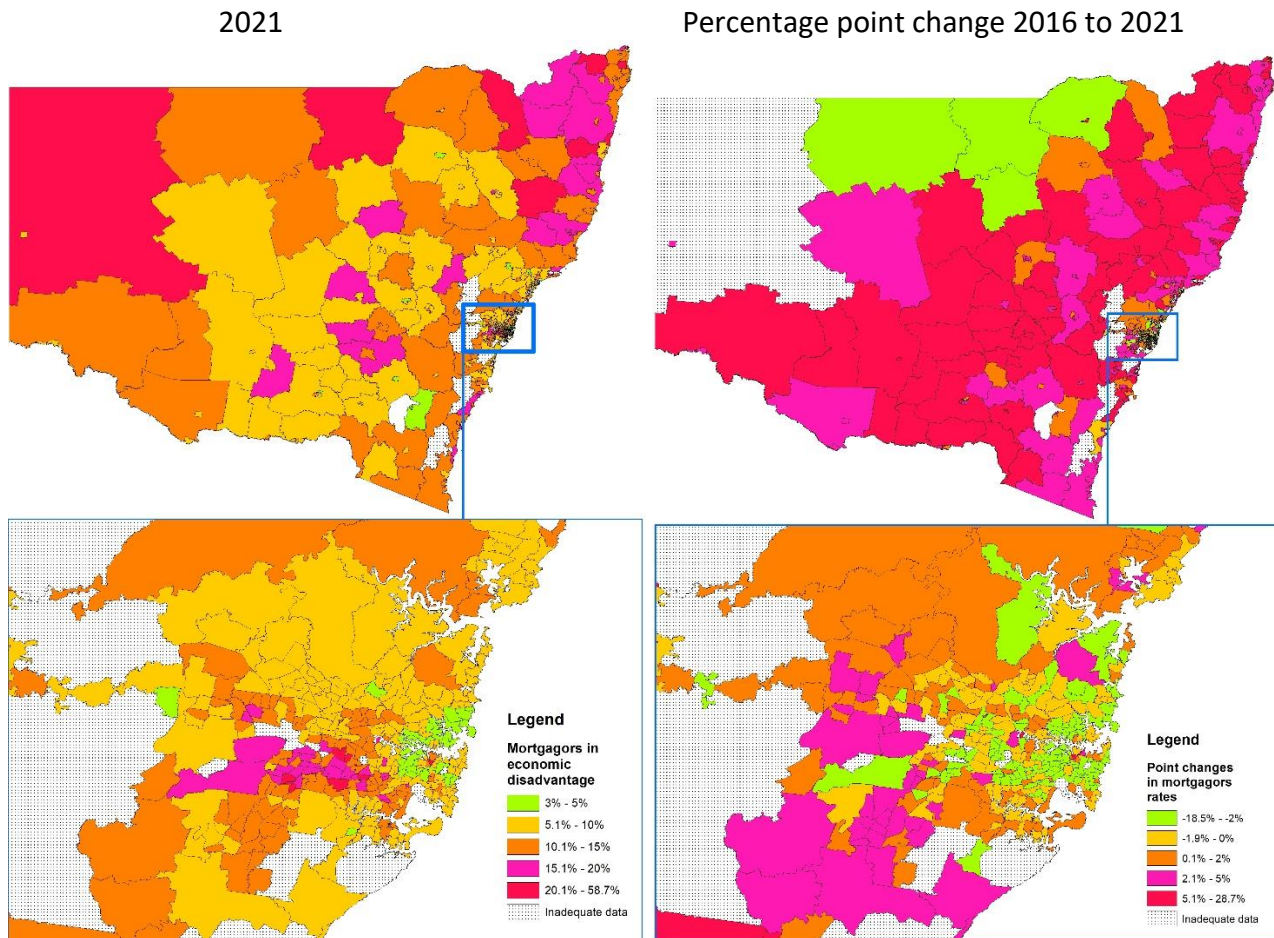 2021
Percentage point change 2016 to 2021
Legend
Mortgagors in
economic
disadvantage
3% - 5%
5.1% - 10%
10.1% - 15%
15.1% - 20%
20.1% - 58.7%
Inadequate data
Legend
Point changes
in mortgagors
rates
-18.5% - -2%
-1.9% - 0%
0.1% - 2%
2.1% - 5%
5.1% - 28.7%
Inadequate data